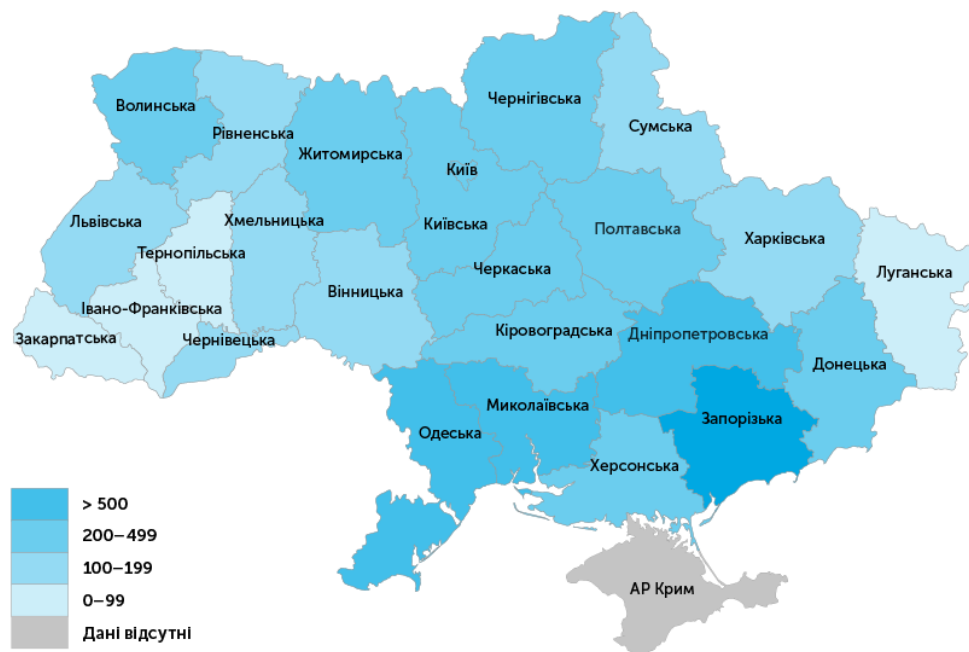 Волинська
Рівненська
Житомирська
Чернігівська
Сумська
Київ
Львівська
Хмельницька
Тернопільська
Київська
Черкаська
Полтавська
Харківська
Луганська
Вінницька
Івано-Франківська
Закарпатська
Чернівецька
Кіровоградська
Дніпропетровська
Донецька
Миколаївська
Запорізька
Одеська
Херсонська
АР Крим
> 500
200–499
100–199
0–99
Дані відсутні